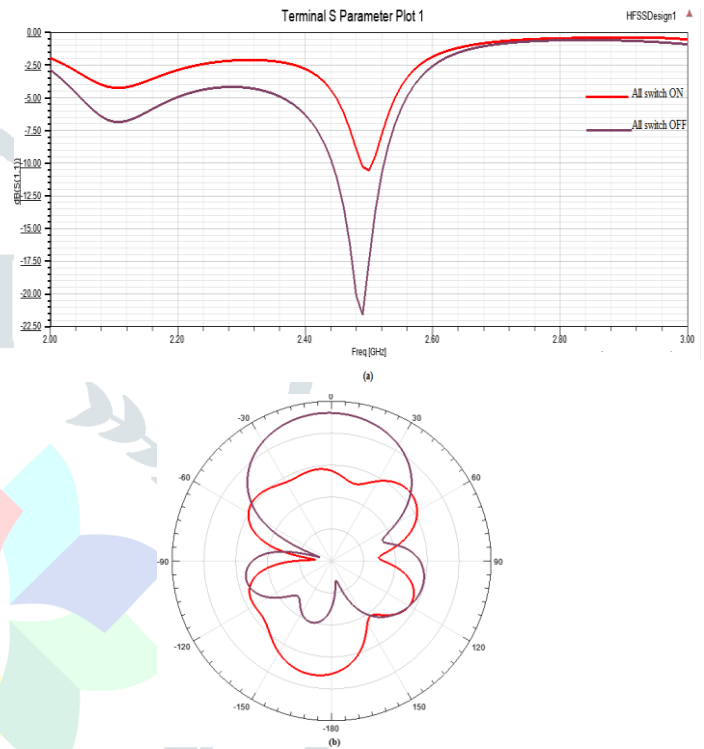 Terminal S Parameter Plot 1
HFSSDesign1
0.00
-2.50
-5.00
-7.50
-10.00
-12.50
-15.00
-17.50
-20.00
-22.50
dB(S(1,1))
All switch ON
All switch OFF
2.00 2.20 2.40 2.60 2.80 3.00
Freq [GHz]
(a)
0
-30 30
-60 60
-90 90
-120 120
-150 150
-180
(b)